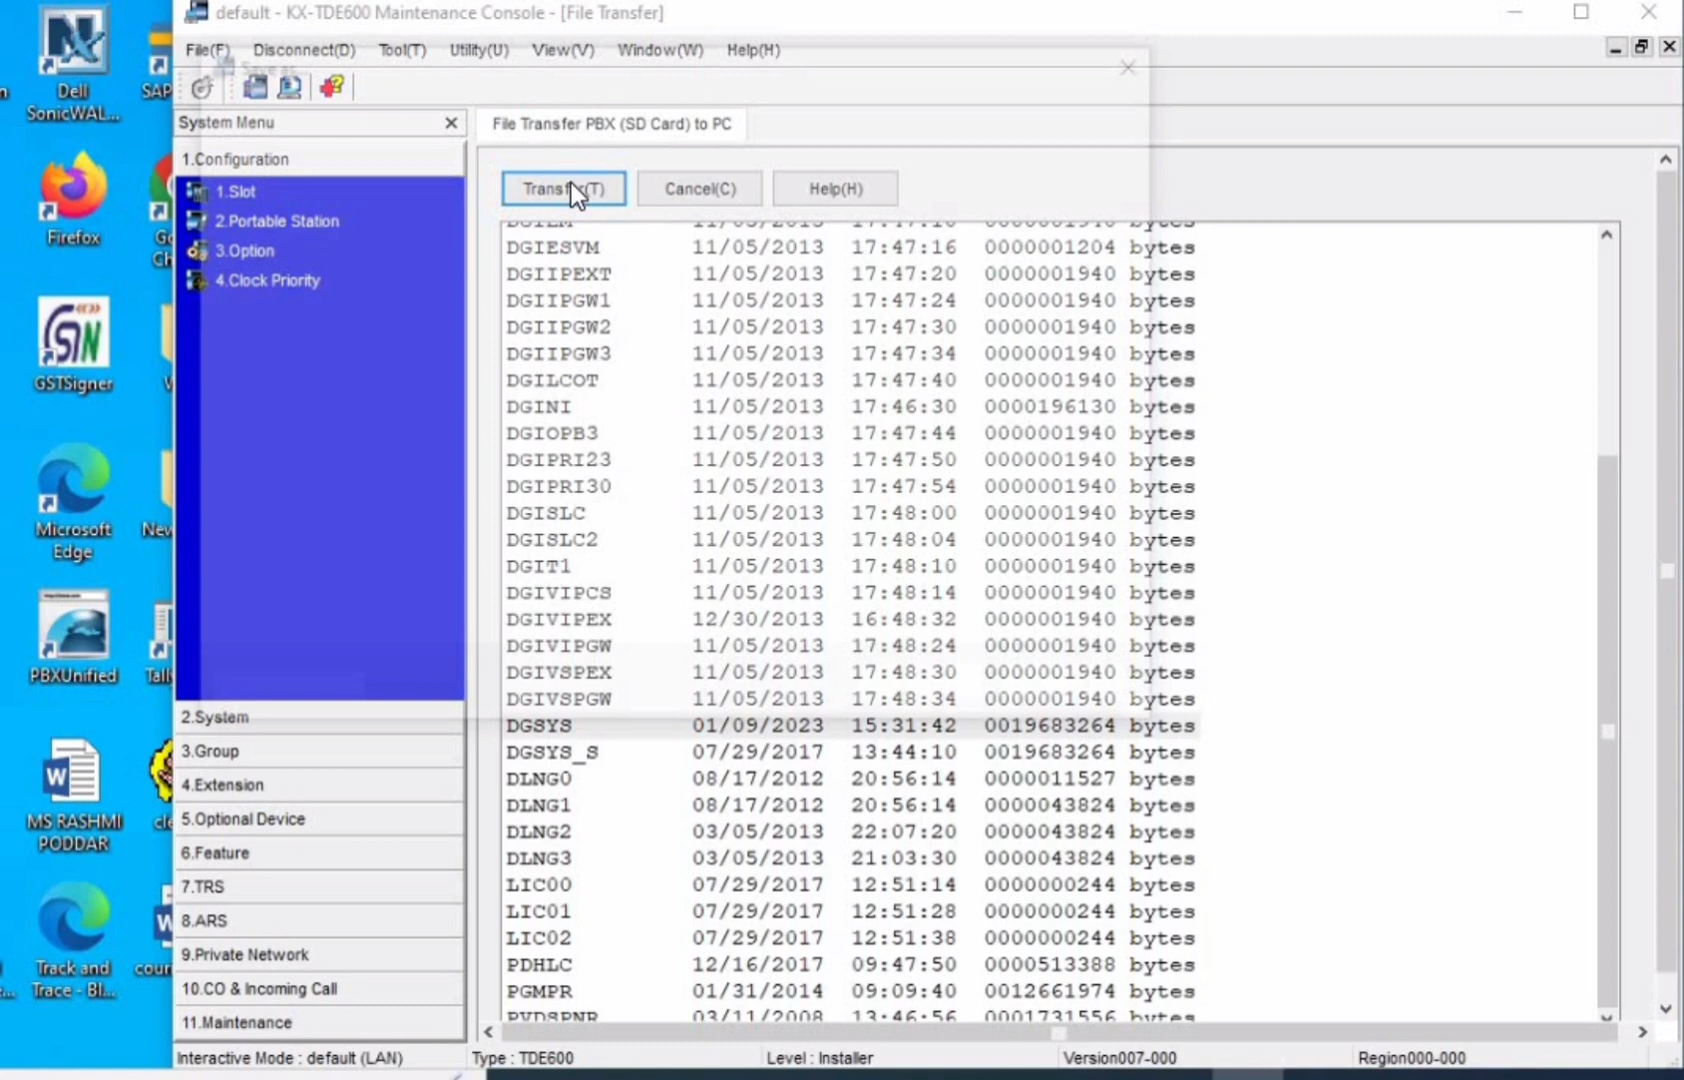 default - KX-TDE600 Maintenance Console - [File Transfer]
File(F) Disconnect(D) Tool(T) Utility(U) View(V) Window(W) Help(H)
Save as
Dell
SonicWAL...
SAP
System Menu
File Transfer PBX (SD Card) to PC
1.Configuration
1.Slot
2.Portable Station
3.Option
4.Clock Priority
Transfer(T) Cancel(C) Help(H)
DGIESVM 11/05/2013 17:47:16 0000001204 bytes
DGIIPEXT 11/05/2013 17:47:20 0000001940 bytes
DGIIPGW1 11/05/2013 17:47:24 0000001940 bytes
DGIIPGW2 11/05/2013 17:47:30 0000001940 bytes
DGIIPGW3 11/05/2013 17:47:34 0000001940 bytes
DGILCOT 11/05/2013 17:47:40 0000001940 bytes
DGINI 11/05/2013 17:46:30 0000196130 bytes
DGIOPB3 11/05/2013 17:47:44 0000001940 bytes
DGIPRI23 11/05/2013 17:47:50 0000001940 bytes
DGIPRI30 11/05/2013 17:47:54 0000001940 bytes
DGISLC 11/05/2013 17:48:00 0000001940 bytes
DGISLC2 11/05/2013 17:48:04 0000001940 bytes
DGIT1 11/05/2013 17:48:10 0000001940 bytes
DGIVIPCS 11/05/2013 17:48:14 0000001940 bytes
DGIVIPEX 12/30/2013 16:48:32 0000001940 bytes
DGIVIPGW 11/05/2013 17:48:24 0000001940 bytes
DGIVSPEX 11/05/2013 17:48:30 0000001940 bytes
DGIVSPGW 11/05/2013 17:48:34 0000001940 bytes
DGSYS 01/09/2023 15:31:42 0019683264 bytes
DGSYS_S 07/29/2017 13:44:10 0019683264 bytes
DLNG0 08/17/2012 20:56:14 0000011527 bytes
DLNG1 08/17/2012 20:56:14 0000043824 bytes
DLNG2 03/05/2013 22:07:20 0000043824 bytes
DLNG3 03/05/2013 21:03:30 0000043824 bytes
LIC00 07/29/2017 12:51:14 0000000244 bytes
LIC01 07/29/2017 12:51:28 0000000244 bytes
LIC02 07/29/2017 12:51:38 0000000244 bytes
PDHLC 12/16/2017 09:47:50 0000513388 bytes
PGMPR 01/31/2014 09:09:40 0012661974 bytes
PVDSPNR 03/11/2008 13:46:56 0001731556 bytes
2.System
3.Group
4.Extension
5.Optional Device
6.Feature
7.TRS
8.ARS
9.Private Network
10.CO & Incoming Call
11.Maintenance
Firefox
GSTSigner
Microsoft
Edge
New
PBXUnified
Tall
MS RASHMI
PODDAR
Track and
Trace - Bl...
cour
Interactive Mode : default (LAN) Type : TDE600 Level : Installer Version007-000 Region000-000